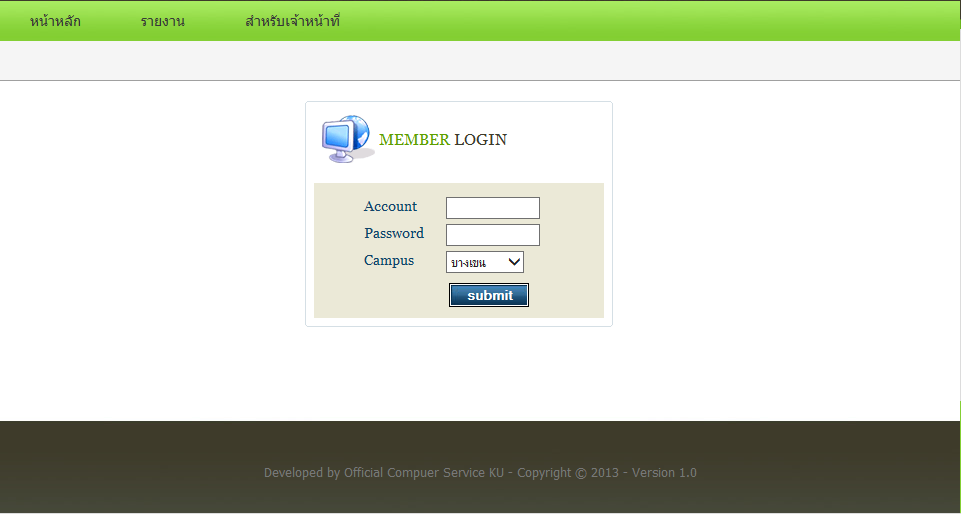 หน้าหลัก รายงาน สำหรับเจ้าหน้าที่
MEMBER LOGIN
Account
Password
Campus บางเขน
submit
Developed by Official Compuer Service KU - Copyright © 2013 - Version 1.0